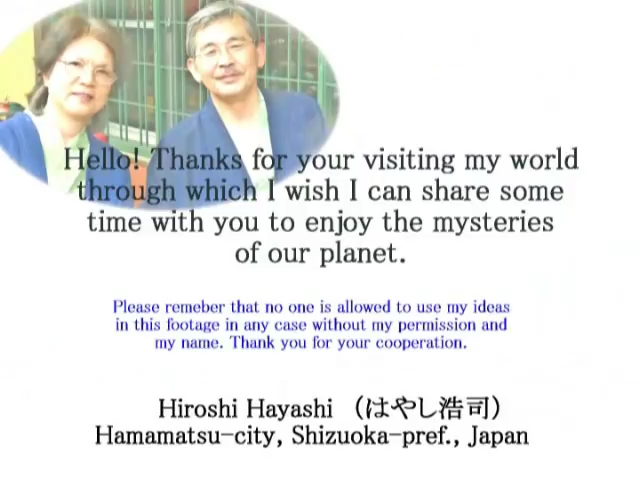 Hello! Thanks for your visiting my world
through which I wish I can share some
time with you to enjoy the mysteries
of our planet.
Please remeber that no one is allowed to use my ideas
in this footage in any case without my permission and
my name. Thank you for your cooperation.
Hiroshi Hayashi （はやし浩司）
Hamamatsu-city, Shizuoka-pref., Japan